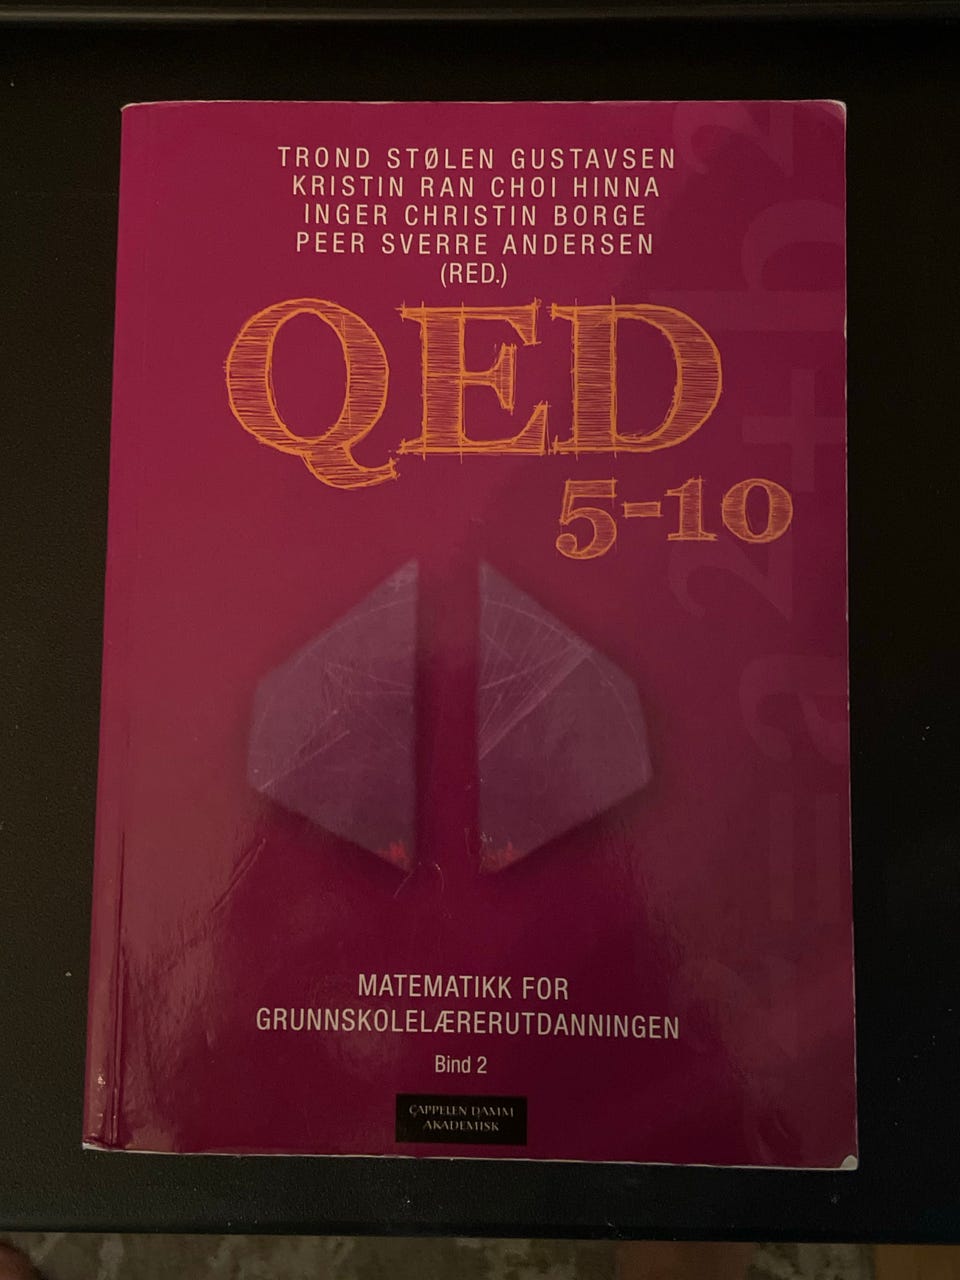 TROND STØLEN GUSTAVSEN
KRISTIN RAN CHOI HINNA
INGER CHRISTIN BORGE
PEER SVERRE ANDERSEN
(RED.)
QED
5-10
MATEMATIKK FOR
GRUNNSKOLELÆRERUTDANNINGEN
Bind 2
CAPPELEN DAMM
AKADEMISK